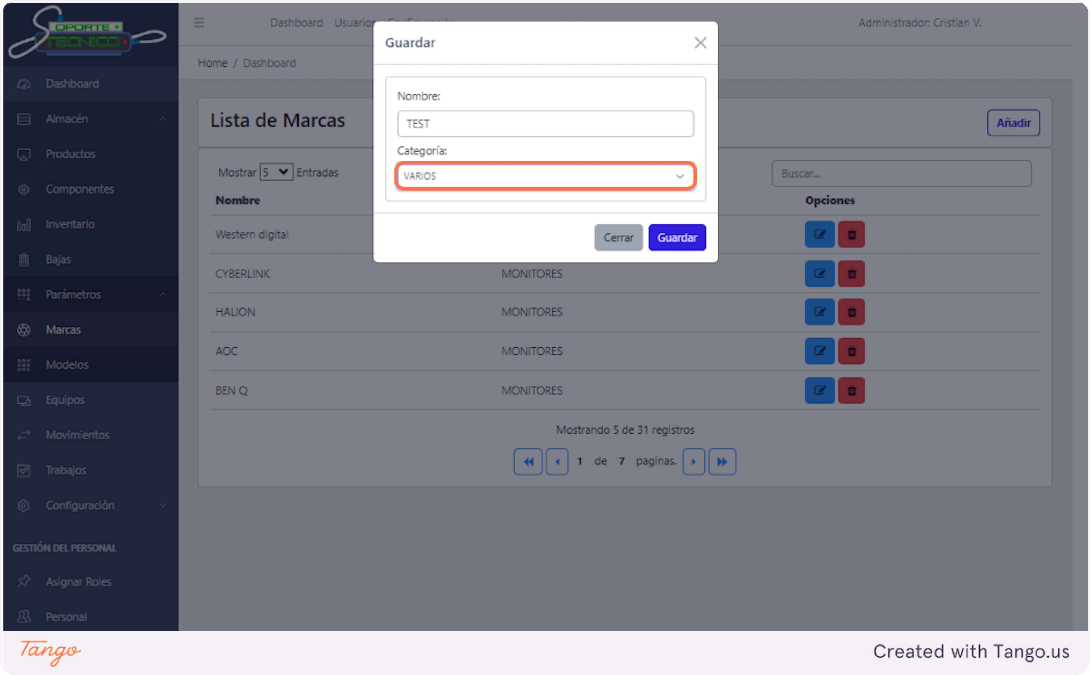 SOPORTE
TECNICO
Dashboard
Usuarios
Configuración
Administrador: Cristian V.
Home / Dashboard
Guardar
Nombre:
TEST
Categoría:
VARIOS
Cerrar
Guardar
Dashboard
Almacén
Productos
Componentes
Inventario
Bajas
Parámetros
Marcas
Modelos
Equipos
Movimientos
Trabajos
Configuración
GESTIÓN DEL PERSONAL
Asignar Roles
Personal
Lista de Marcas
Añadir
Mostrar 5 Entradas
Buscar...
Nombre
Opciones
Western digital
CYBERLINK MONITORES
HALION MONITORES
AOC MONITORES
BEN Q MONITORES
Mostrando 5 de 31 registros
1 de 7 paginas.
Tango
Created with Tango.us